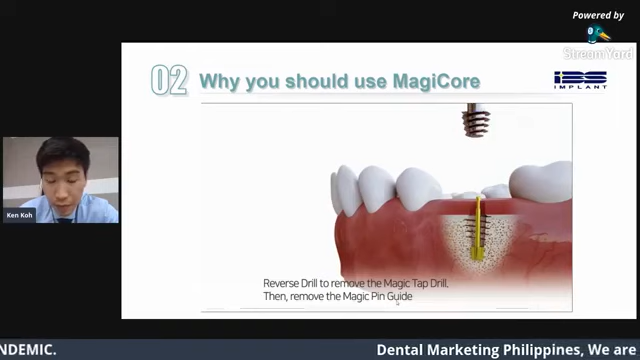 Powered by
StreamYard
02 Why you should use MagiCore
iBS
IMPLANT
Ken Koh
Reverse Drill to remove the Magic Tap Drill.
Then, remove the Magic Pin Guide
NDEMIC.
Dental Marketing Philippines, We are